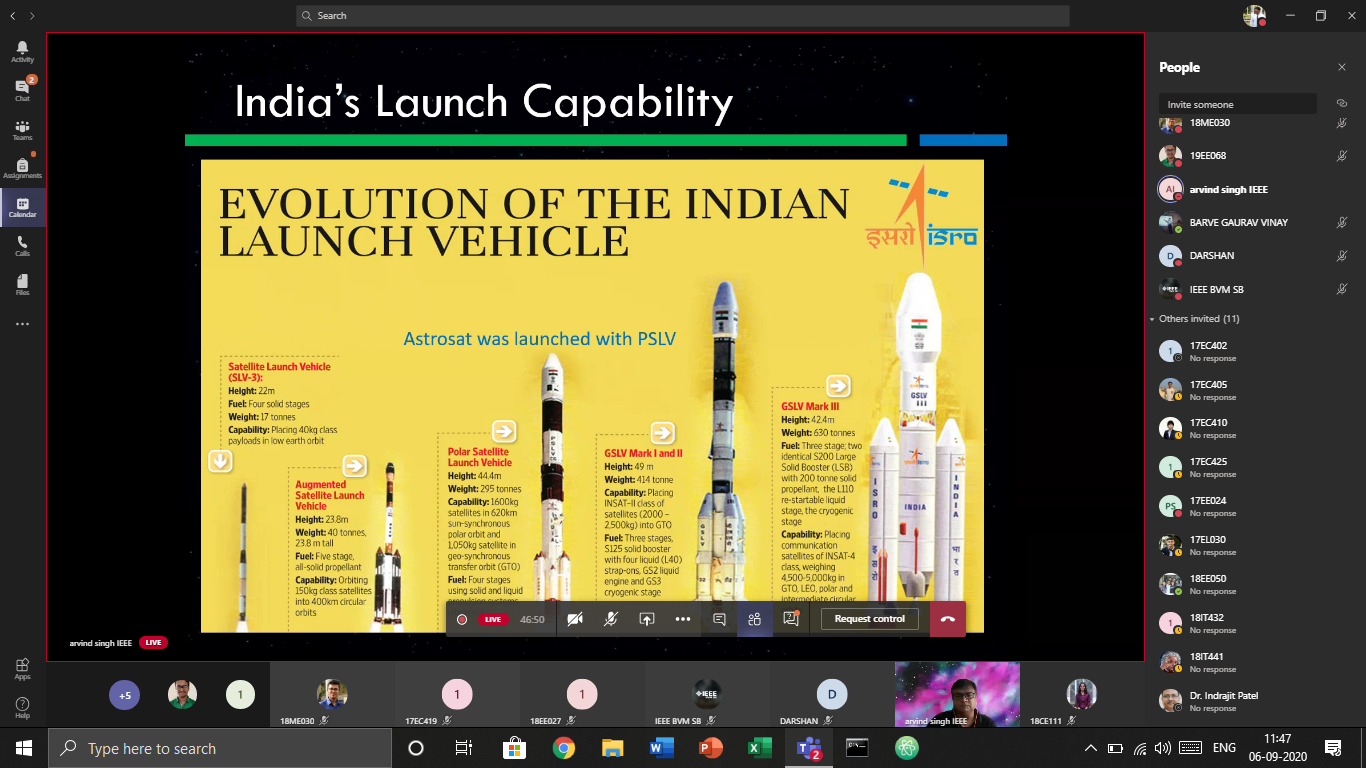 Search
Activity
2
Chat
Teams
Assignments
Calendar
Calls
Files
Apps
Help
India's Launch Capability
EVOLUTION OF THE INDIAN
LAUNCH VEHICLE
इसरो isro
Astrosat was launched with PSLV
Satellite Launch Vehicle
(SLV-3):
Height: 22m
Fuel: Four solid stages
Weight: 17 tonnes
Capability: Placing 40kg class
payloads in low earth orbit
Augmented
Satellite Launch
Vehicle
Height: 23.8m
Weight: 40 tonnes,
23.8 m tall
Fuel: Five stage,
all-solid propellant
Capability: Orbiting
150kg class satellites
into 400km circular
orbits
Polar Satellite
Launch Vehicle
Height: 44.4m
Weight: 295 tonnes
Capability: 1600kg
satellites in 620km
sun-synchronous
polar orbit and
1,050kg satellite in
geo-synchronous
transfer orbit (GTO)
Fuel: Four stages
using solid and liquid
propulsion systems
GSLV Mark I and II
Height: 49 m
Weight: 414 tonne
Capability: Placing
INSAT-II class of
satellites (2000 –
2,500kg) into GTO
Fuel: Three stages,
S125 solid booster
with four liquid (L40)
strap-ons, GS2 liquid
engine and GS3
cryogenic stage
GSLV Mark III
Height: 42.4m
Weight: 630 tonnes
Fuel: Three stage; two
identical S200 Large
Solid Booster (LSB)
with 200 tonne solid
propellant, the L110
re-startable liquid
stage, the cryogenic
stage
Capability: Placing
communication
satellites of INSAT-4
class, weighing
4,500-5,000kg in
GTO, LEO, polar and
intermediate circular
PSLV
GSLV
GSLV
III
ISRO
INDIA
INDIA
इसरो
भारत
LIVE
46:50
Request control
arvind singh IEEE LIVE
+5
1
18ME030
1
17EC419
1
18EE027
IEEE
IEEE BVM SB
D
DARSHAN
arvind singh IEEE
18CE111
People
Invite someone
18ME030
19EE068
AI
arvind singh IEEE
BARVE GAURAV VINAY
D
DARSHAN
IEEE BVM SB
Others invited (11)
1
17EC402
No response
17EC405
No response
17EC410
No response
1
17EC425
No response
PS
17EE024
No response
17EL030
No response
18EE050
No response
1
18IT432
No response
18IT441
No response
Dr. Indrajit Patel
No response
Type here to search
2
ENG
11:47
06-09-2020